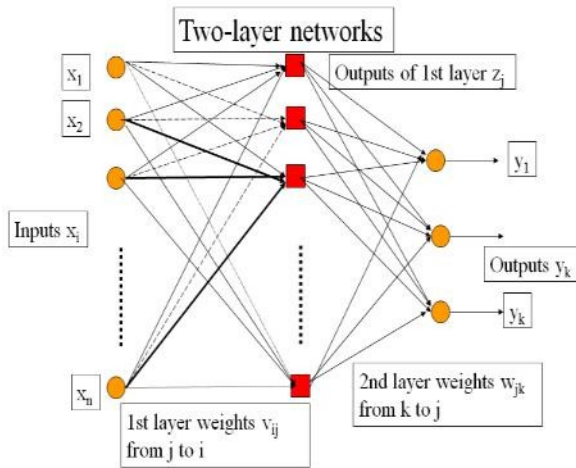 Two-layer networks
x1
Outputs of 1st layer zj
x2
y1
Inputs xi
Outputs yk
yk
xn
1st layer weights vij
from j to i
2nd layer weights wjk
from k to j